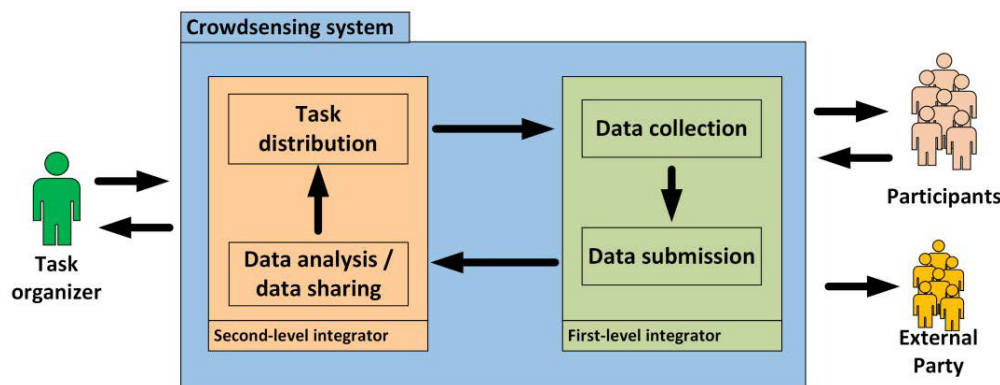 Crowdsensing system
Task
distribution
Data collection
Data analysis /
data sharing
Data submission
Second-level integrator
First-level integrator
Task
organizer
Participants
External
Party